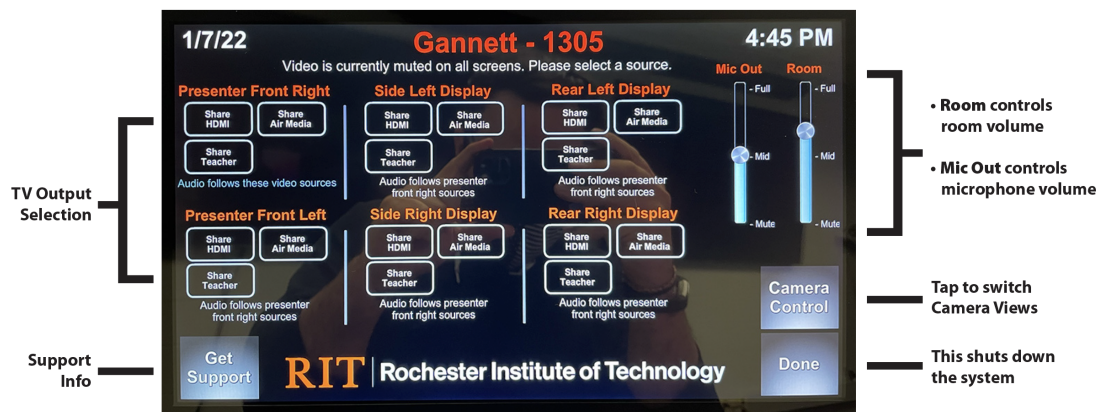 1/7/22
Gannett - 1305
4:45 PM
Video is currently muted on all screens. Please select a source.
Mic Out
Room
- Full
- Full
- Mid
- Mid
- Mute
- Mute
Presenter Front Right
Share
HDMI
Share
Air Media
Share
Teacher
Audio follows these video sources
Side Left Display
Share
HDMI
Share
Air Media
Share
Teacher
Audio follows presenter
front right sources
Rear Left Display
Share
HDMI
Share
Air Media
Share
Teacher
Audio follows presenter
front right sources
Presenter Front Left
Share
HDMI
Share
Air Media
Share
Teacher
Audio follows presenter
front right sources
Side Right Display
Share
HDMI
Share
Air Media
Share
Teacher
Audio follows presenter
front right sources
Rear Right Display
Share
HDMI
Share
Air Media
Share
Teacher
Audio follows presenter
front right sources
Camera
Control
Get
Support
RIT | Rochester Institute of Technology
Done
TV Output
Selection
Support
Info
• Room controls
room volume
• Mic Out controls
microphone volume
Tap to switch
Camera Views
This shuts down
the system